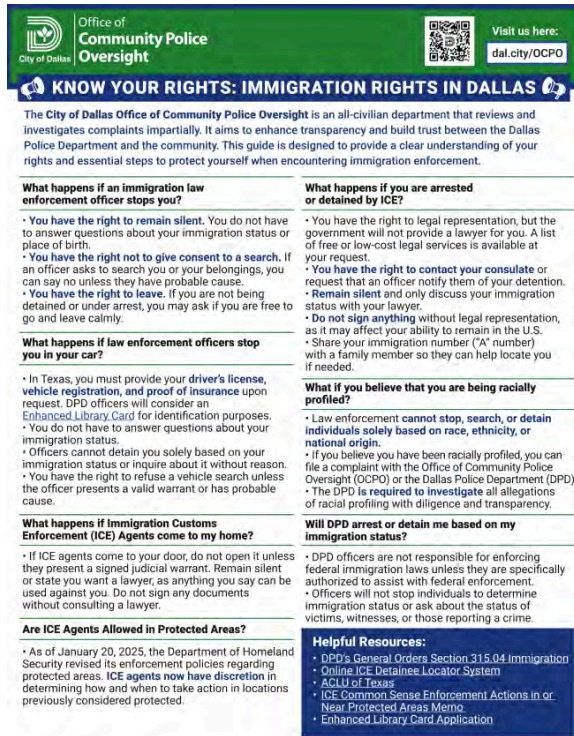 Office of
Community Police
Oversight
City of Dallas
Visit us here:
dal.city/OCPO
KNOW YOUR RIGHTS: IMMIGRATION RIGHTS IN DALLAS
The City of Dallas Office of Community Police Oversight is an all-civilian department that reviews and
investigates complaints impartially. It aims to enhance transparency and build trust between the Dallas
Police Department and the community. This guide is designed to provide a clear understanding of your
rights and essential steps to protect yourself when encountering immigration enforcement.
What happens if an immigration law
enforcement officer stops you?
• You have the right to remain silent. You do not have
to answer questions about your immigration status or
place of birth.
• You have the right not to give consent to a search. If
an officer asks to search you or your belongings, you
can say no unless they have probable cause.
• You have the right to leave. If you are not being
detained or under arrest, you may ask if you are free to
go and leave calmly.
What happens if law enforcement officers stop
you in your car?
• In Texas, you must provide your driver's license,
vehicle registration, and proof of insurance upon
request. DPD officers will consider an
Enhanced Library Card for identification purposes.
• You do not have to answer questions about your
immigration status.
• Officers cannot detain you solely based on your
immigration status or inquire about it without reason.
• You have the right to refuse a vehicle search unless
the officer presents a valid warrant or has probable
cause.
What happens if Immigration Customs
Enforcement (ICE) Agents come to my home?
• If ICE agents come to your door, do not open it unless
they present a signed judicial warrant. Remain silent
or state you want a lawyer, as anything you say can be
used against you. Do not sign any documents
without consulting a lawyer.
Are ICE Agents Allowed in Protected Areas?
• As of January 20, 2025, the Department of Homeland
Security revised its enforcement policies regarding
protected areas. ICE agents now have discretion in
determining how and when to take action in locations
previously considered protected.
What happens if you are arrested
or detained by ICE?
• You have the right to legal representation, but the
government will not provide a lawyer for you. A list
of free or low-cost legal services is available at
your request.
• You have the right to contact your consulate or
request that an officer notify them of your detention.
• Remain silent and only discuss your immigration
status with your lawyer.
• Do not sign anything without legal representation,
as it may affect your ability to remain in the U.S.
• Share your immigration number ("A" number)
with a family member so they can help locate you
if needed.
What if you believe that you are being racially
profiled?
• Law enforcement cannot stop, search, or detain
individuals solely based on race, ethnicity, or
national origin.
• If you believe you have been racially profiled, you can
file a complaint with the Office of Community Police
Oversight (OCPO) or the Dallas Police Department (DPD)
• The DPD is required to investigate all allegations
of racial profiling with diligence and transparency.
Will DPD arrest or detain me based on my
immigration status?
• DPD officers are not responsible for enforcing
federal immigration laws unless they are specifically
authorized to assist with federal enforcement.
• Officers will not stop individuals to determine
immigration status or ask about the status of
victims, witnesses, or those reporting a crime.
Helpful Resources:
• DPD's General Orders Section 315.04 Immigration
• Online ICE Detainee Locator System
• ACLU of Texas
• ICE Common Sense Enforcement Actions in or
Near Protected Areas Memo
• Enhanced Library Card Application